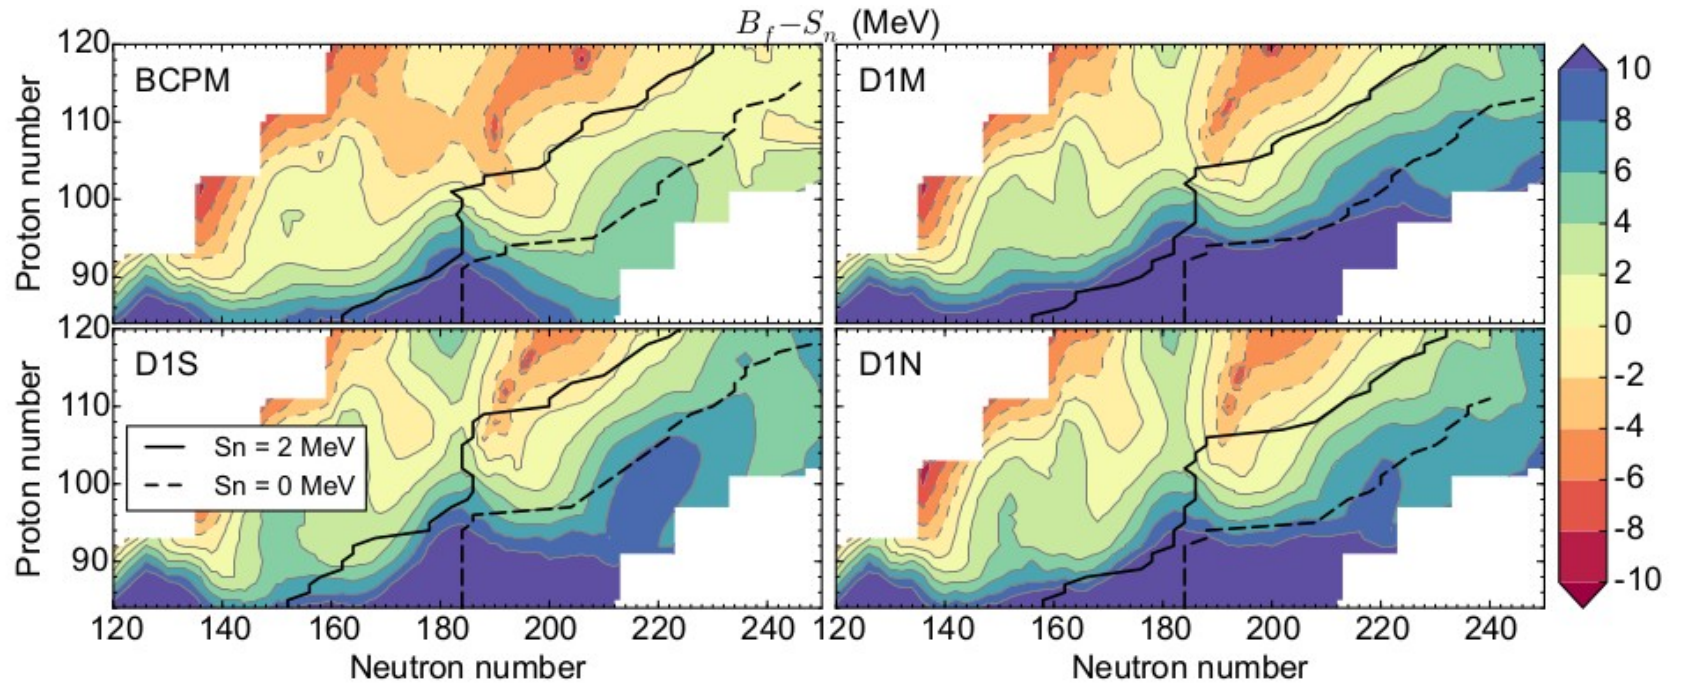 B_f−S_n (MeV)
BCPM
D1M
D1S
D1N
Sn = 2 MeV
Sn = 0 MeV
Proton number
120
110
100
90
Proton number
120
110
100
90
120 140 160 180 200 220 240
120 140 160 180 200 220 240
Neutron number
Neutron number
10
8
6
4
2
0
-2
-4
-6
-8
-10